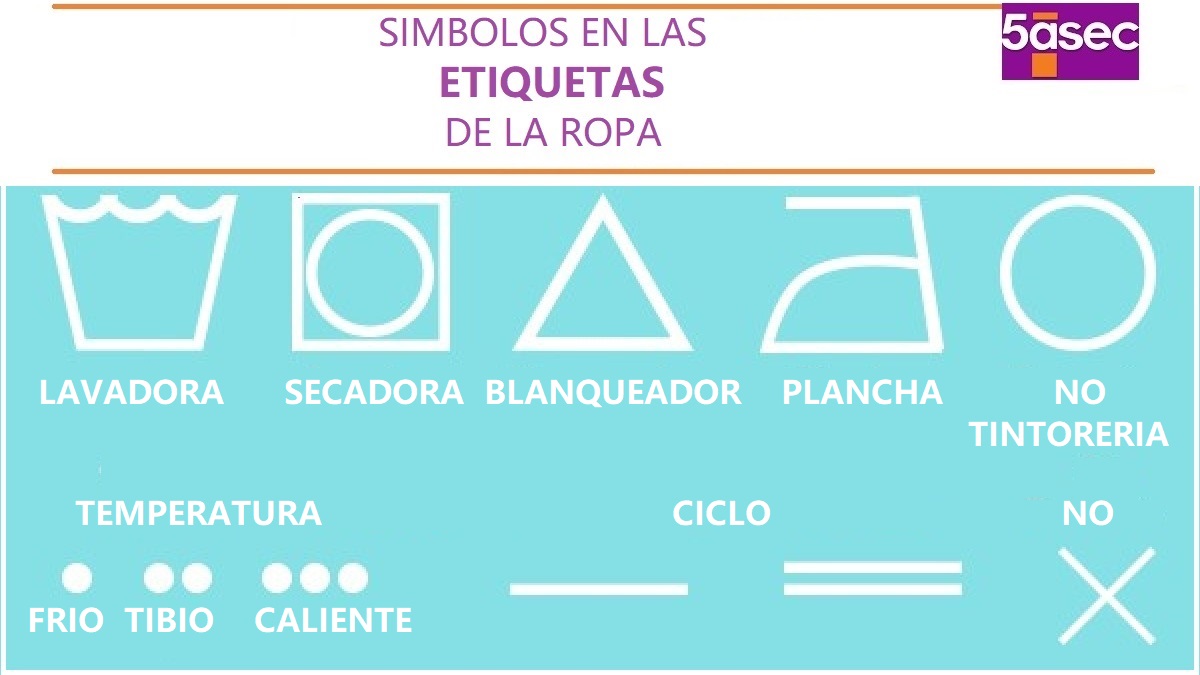 SIMBOLOS EN LAS
ETIQUETAS
DE LA ROPA
5asec
LAVADORA
SECADORA
BLANQUEADOR
PLANCHA
NO
TINTORERIA
TEMPERATURA
CICLO
NO
FRIO
TIBIO
CALIENTE